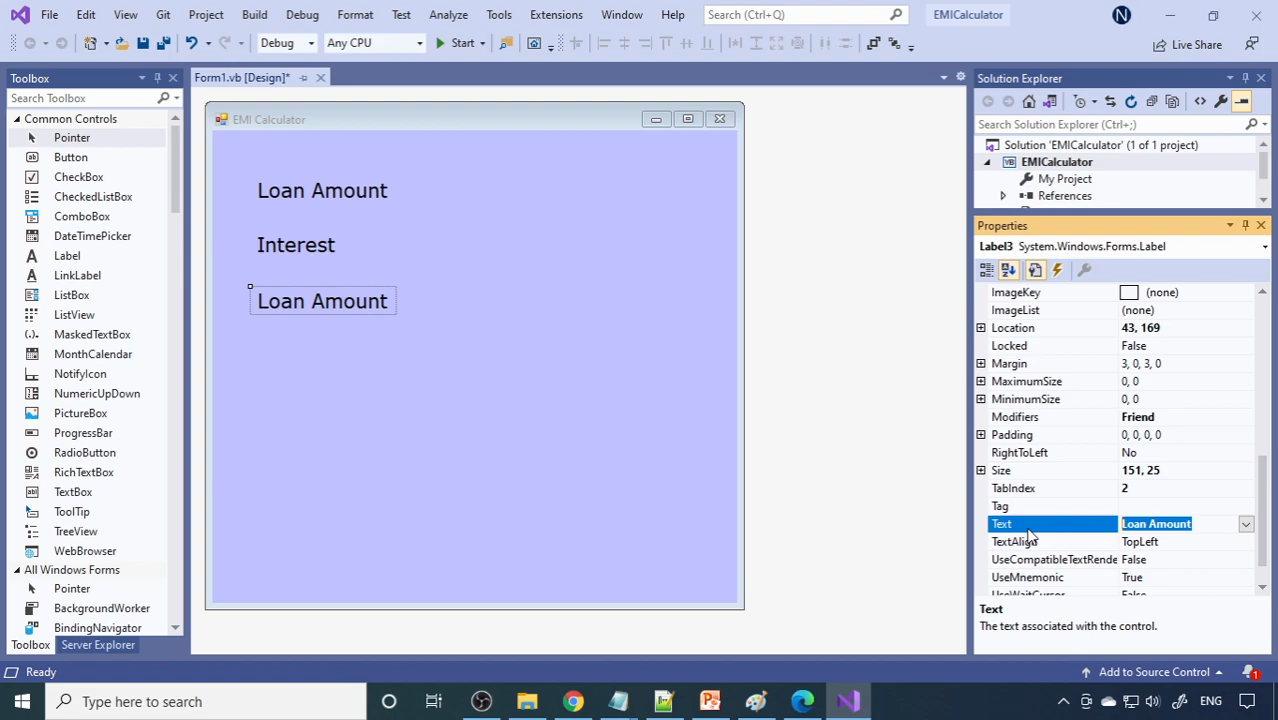 File Edit View Git Project Build Debug Format Test Analyze Tools Extensions Window Help Search (Ctrl+Q) EMICalculator N
Debug Any CPU Start Live Share
Toolbox
Search Toolbox
Common Controls
Pointer
Button
CheckBox
CheckedListBox
ComboBox
DateTimePicker
Label
LinkLabel
ListBox
ListView
MaskedTextBox
MonthCalendar
NotifyIcon
NumericUpDown
PictureBox
ProgressBar
RadioButton
RichTextBox
TextBox
ToolTip
TreeView
WebBrowser
All Windows Forms
Pointer
BackgroundWorker
BindingNavigator
Toolbox Server Explorer
Form1.vb [Design]*
EMI Calculator
Loan Amount
Interest
Loan Amount
Solution Explorer
Search Solution Explorer (Ctrl+;)
Solution 'EMICalculator' (1 of 1 project)
VB EMICalculator
My Project
References
Properties
Label3 System.Windows.Forms.Label
ImageKey (none)
ImageList (none)
Location 43, 169
Locked False
Margin 3, 0, 3, 0
MaximumSize 0, 0
MinimumSize 0, 0
Modifiers Friend
Padding 0, 0, 0, 0
RightToLeft No
Size 151, 25
TabIndex 2
Tag
Text Loan Amount
TextAlign TopLeft
UseCompatibleTextRende False
UseMnemonic True
UseWaitCursor False
Text
The text associated with the control.
Ready Add to Source Control 1
Type here to search ENG